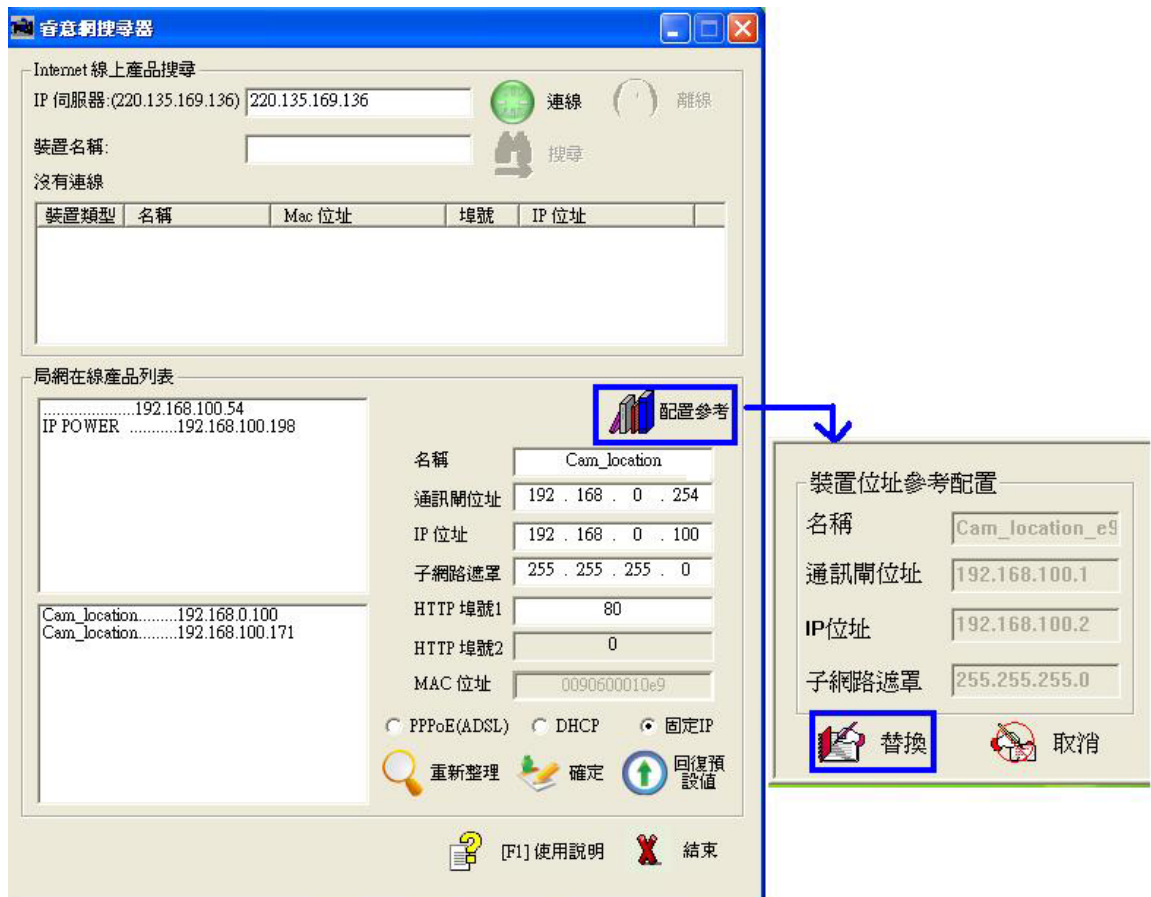 睿意網搜尋器
Internet 線上產品搜尋
IP 伺服器:(220.135.169.136) 220.135.169.136 連線 離線
裝置名稱: 搜尋
沒有連線
裝置類型 名稱 Mac 位址 埠號 IP 位址
局網在線產品列表
.....................192.168.100.54
IP POWER ..........192.168.100.198
Cam_location.........192.168.0.100
Cam_location.........192.168.100.171
配置參考
名稱 Cam_location
通訊閘位址 192 . 168 . 0 . 254
IP 位址 192 . 168 . 0 . 100
子網路遮罩 255 . 255 . 255 . 0
HTTP 埠號1 80
HTTP 埠號2 0
MAC 位址 0090600010e9
PPPoE(ADSL) DHCP 固定IP
重新整理 確定 回復預
設值
[F1] 使用說明 結束
裝置位址參考配置
名稱 Cam_location_e9
通訊閘位址 192.168.100.1
IP位址 192.168.100.2
子網路遮罩 255.255.255.0
替換 取消